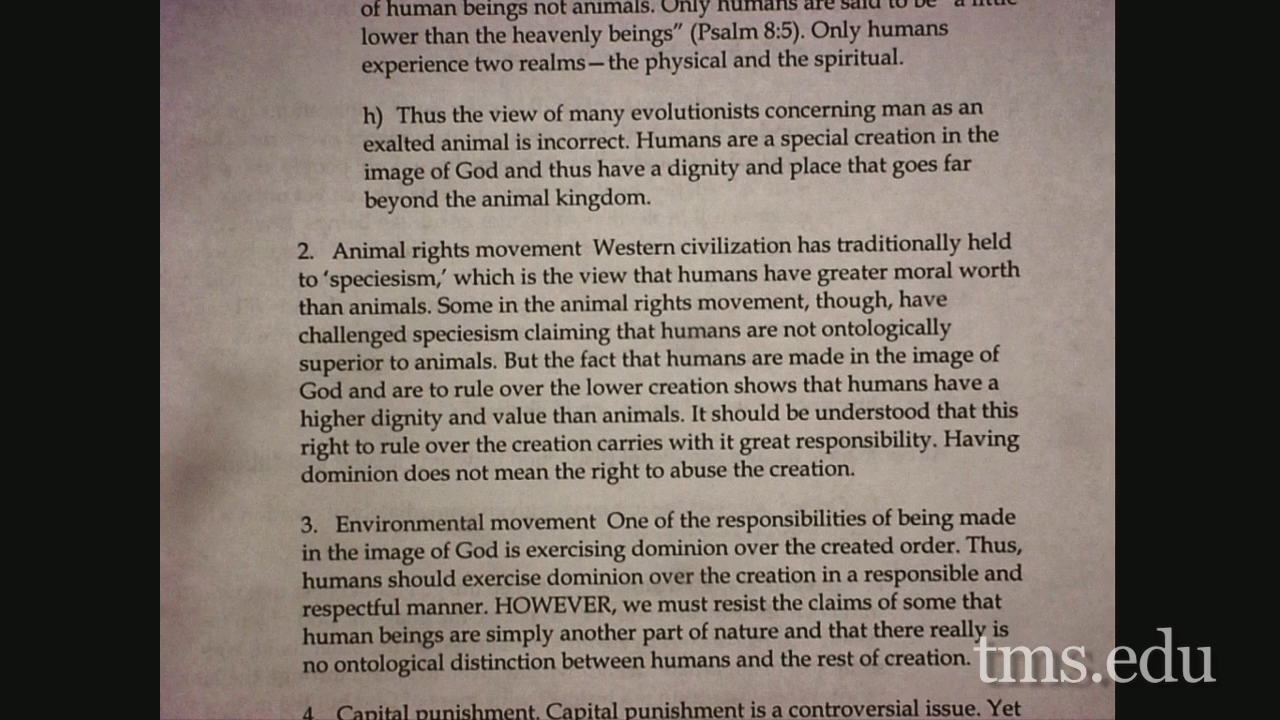 of human beings not animals. Only humans are said to be "a little
lower than the heavenly beings" (Psalm 8:5). Only humans
experience two realms—the physical and the spiritual.
h) Thus the view of many evolutionists concerning man as an
exalted animal is incorrect. Humans are a special creation in the
image of God and thus have a dignity and place that goes far
beyond the animal kingdom.
2. Animal rights movement Western civilization has traditionally held
to 'speciesism,' which is the view that humans have greater moral worth
than animals. Some in the animal rights movement, though, have
challenged speciesism claiming that humans are not ontologically
superior to animals. But the fact that humans are made in the image of
God and are to rule over the lower creation shows that humans have a
higher dignity and value than animals. It should be understood that this
right to rule over the creation carries with it great responsibility. Having
dominion does not mean the right to abuse the creation.
3. Environmental movement One of the responsibilities of being made
in the image of God is exercising dominion over the created order. Thus,
humans should exercise dominion over the creation in a responsible and
respectful manner. HOWEVER, we must resist the claims of some that
human beings are simply another part of nature and that there really is
no ontological distinction between humans and the rest of creation.
tms.edu
4. Capital punishment. Capital punishment is a controversial issue. Yet